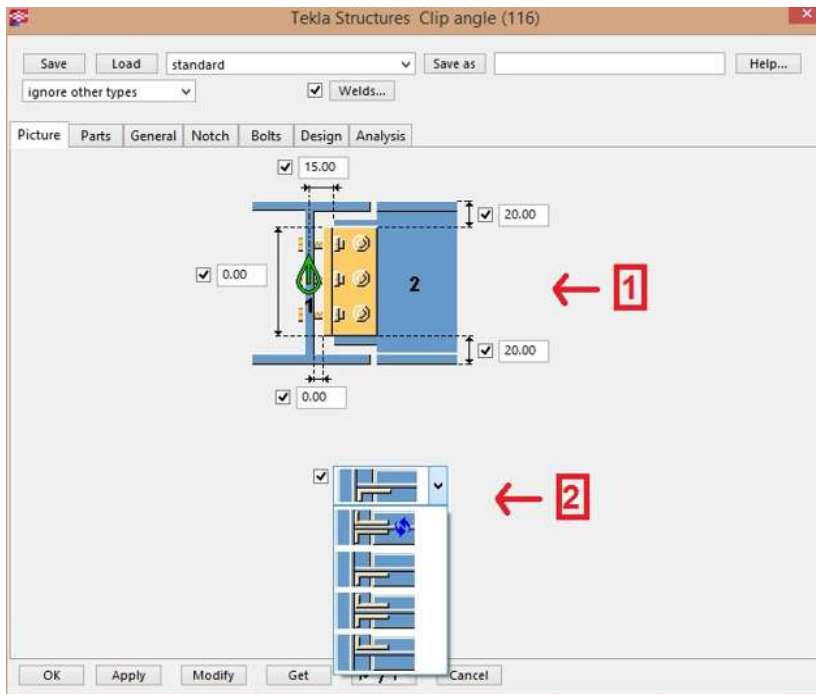 Tekla Structures Clip angle (116)
Save Load standard Save as Help...
ignore other types Welds...
Picture Parts General Notch Bolts Design Analysis
15.00
20.00
0.00 1 2
1
20.00
0.00
2
OK Apply Modify Get Cancel